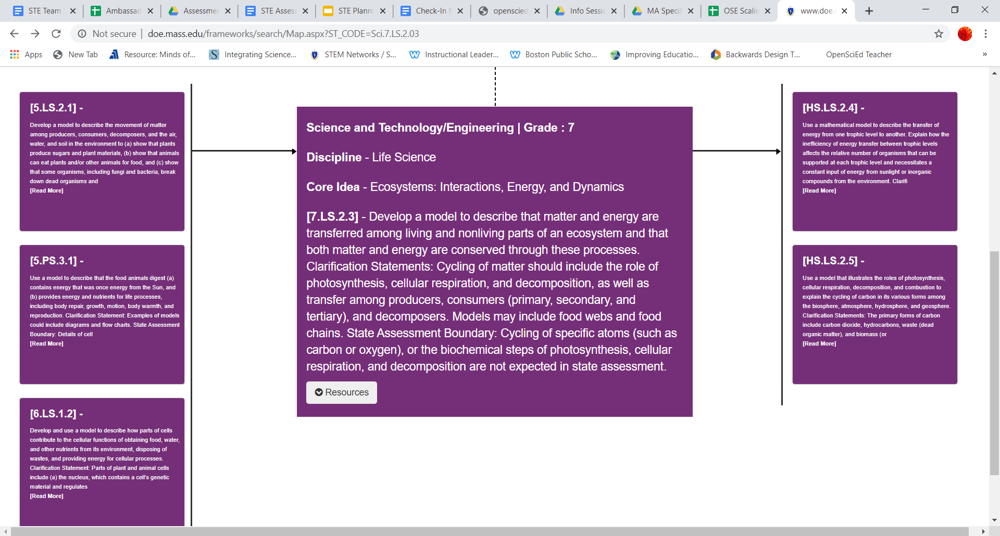 STE Team
Ambassad
Assessmen
STE Assess
STE Planni
Check-In N
openscied
Info Sessio
MA Specif
OSE Scalin
www.doe.
Not secure
doe.mass.edu/frameworks/search/Map.aspx?ST_CODE=Sci.7.LS.2.03
Apps
New Tab
Resource: Minds of...
Integrating Science...
STEM Networks / S...
Instructional Leader...
Boston Public Scho...
Improving Educatio...
Backwards Design T...
OpenSciEd Teacher
»
[5.LS.2.1] -
Develop a model to describe the movement of matter
among producers, consumers, decomposers, and the air,
water, and soil in the environment to (a) show that plants
produce sugars and plant materials, (b) show that animals
can eat plants and/or other animals for food, and (c) show
that some organisms, including fungi and bacteria, break
down dead organisms and
[Read More]
[5.PS.3.1] -
Use a model to describe that the food animals digest (a)
contains energy that was once energy from the Sun, and
(b) provides energy and nutrients for life processes,
including body repair, growth, motion, body warmth, and
reproduction. Clarification Statement: Examples of models
could include diagrams and flow charts. State Assessment
Boundary: Details of cell
[Read More]
[6.LS.1.2] -
Develop and use a model to describe how parts of cells
contribute to the cellular functions of obtaining food, water,
and other nutrients from its environment, disposing of
wastes, and providing energy for cellular processes.
Clarification Statement: Parts of plant and animal cells
include (a) the nucleus, which contains a cell's genetic
material and regulates
[Read More]
Science and Technology/Engineering | Grade : 7
Discipline - Life Science
Core Idea - Ecosystems: Interactions, Energy, and Dynamics
[7.LS.2.3] - Develop a model to describe that matter and energy are
transferred among living and nonliving parts of an ecosystem and that
both matter and energy are conserved through these processes.
Clarification Statements: Cycling of matter should include the role of
photosynthesis, cellular respiration, and decomposition, as well as
transfer among producers, consumers (primary, secondary, and
tertiary), and decomposers. Models may include food webs and food
chains. State Assessment Boundary: Cycling of specific atoms (such as
carbon or oxygen), or the biochemical steps of photosynthesis, cellular
respiration, and decomposition are not expected in state assessment.
Resources
[HS.LS.2.4] -
Use a mathematical model to describe the transfer of
energy from one trophic level to another. Explain how the
inefficiency of energy transfer between trophic levels
affects the relative number of organisms that can be
supported at each trophic level and necessitates a
constant input of energy from sunlight or inorganic
compounds from the environment. Clarifi
[Read More]
[HS.LS.2.5] -
Use a model that illustrates the roles of photosynthesis,
cellular respiration, decomposition, and combustion to
explain the cycling of carbon in its various forms among
the biosphere, atmosphere, hydrosphere, and geosphere.
Clarification Statements: The primary forms of carbon
include carbon dioxide, hydrocarbons, waste (dead
organic matter), and biomass (or
[Read More]